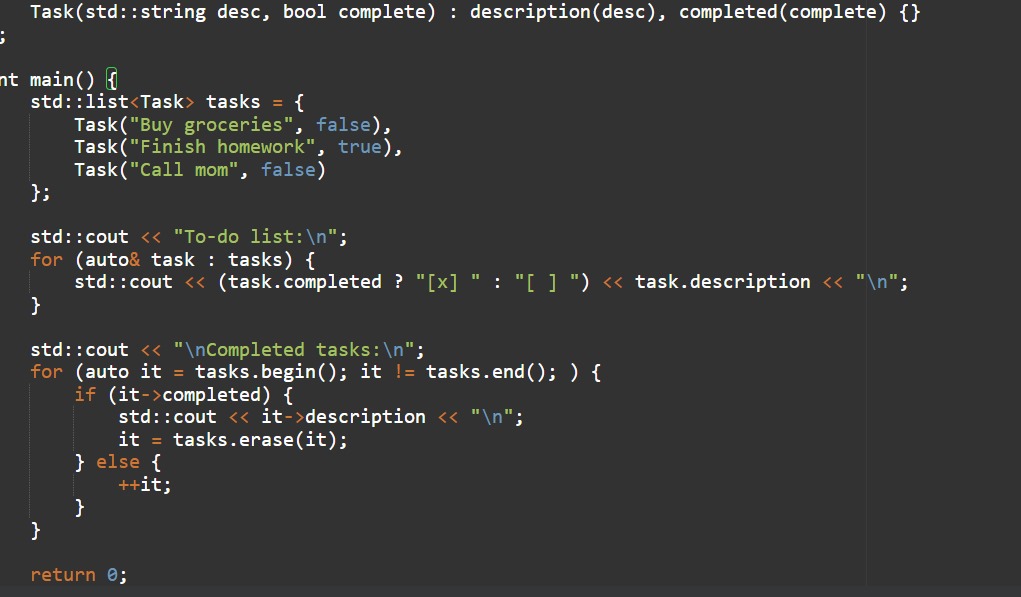 Task(std::string desc, bool complete) : description(desc), completed(complete) {}
;
nt main() {
std::list<Task> tasks = {
Task("Buy groceries", false),
Task("Finish homework", true),
Task("Call mom", false)
};
std::cout << "To-do list:\n";
for (auto& task : tasks) {
std::cout << (task.completed ? "[x] " : "[ ] ") << task.description << "\n";
}
std::cout << "\nCompleted tasks:\n";
for (auto it = tasks.begin(); it != tasks.end(); ) {
if (it->completed) {
std::cout << it->description << "\n";
it = tasks.erase(it);
} else {
++it;
}
}
return 0;